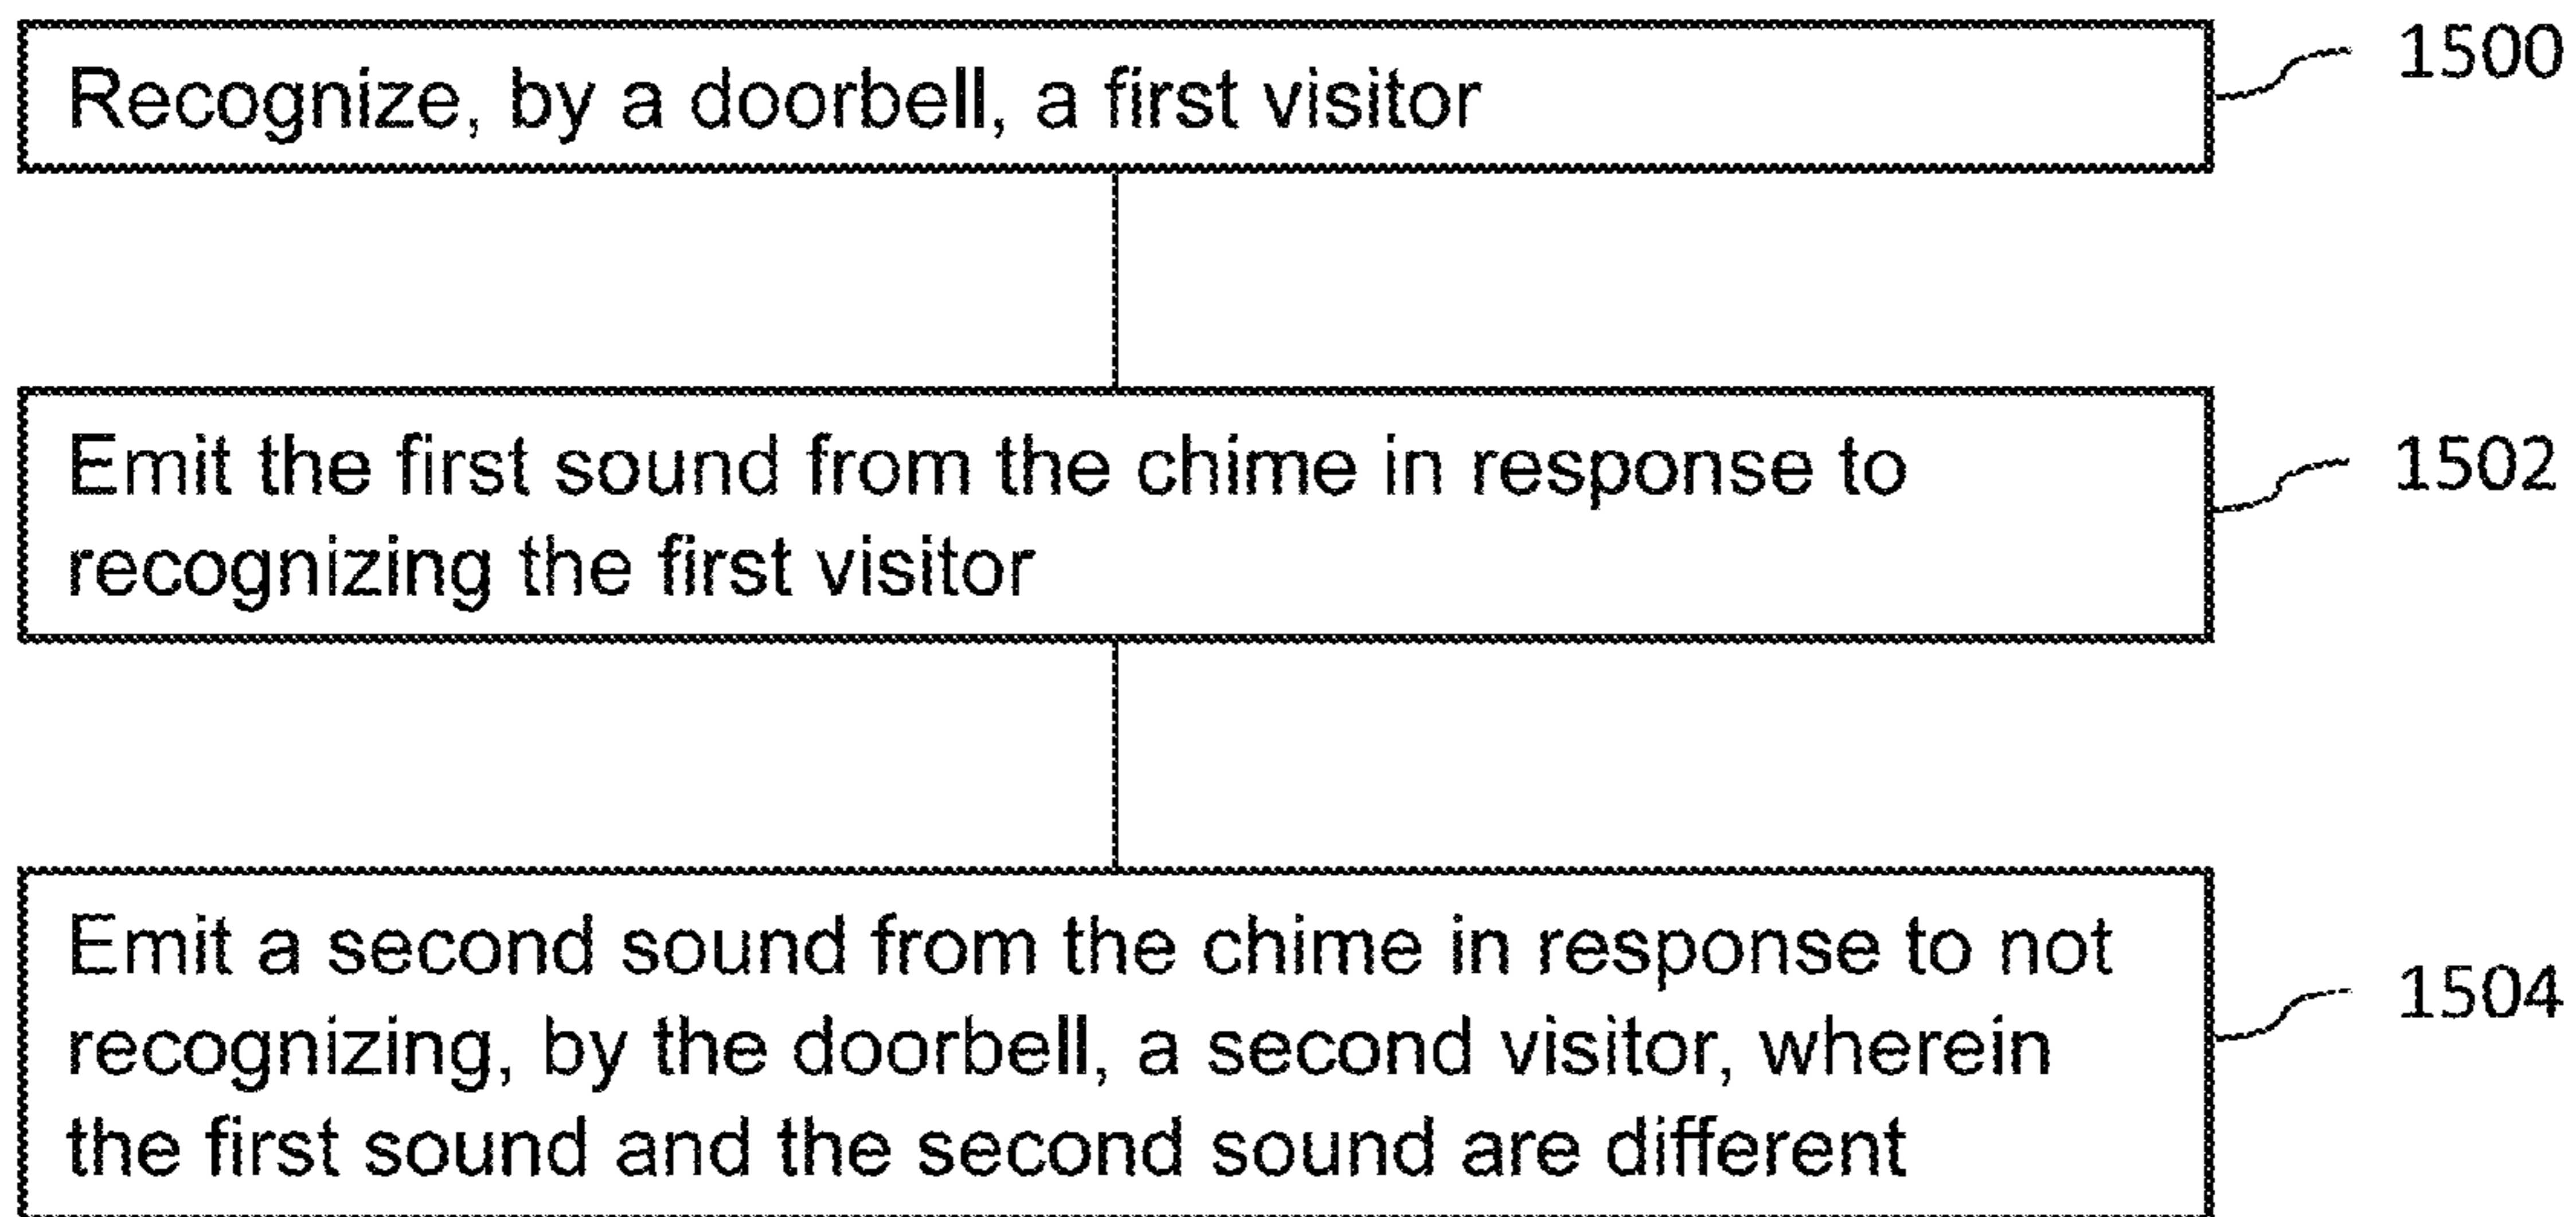 Recognize, by a doorbell, a first visitor
1500
Emit the first sound from the chime in response to
recognizing the first visitor
1502
Emit a second sound from the chime in response to not
recognizing, by the doorbell, a second visitor, wherein
the first sound and the second sound are different
1504